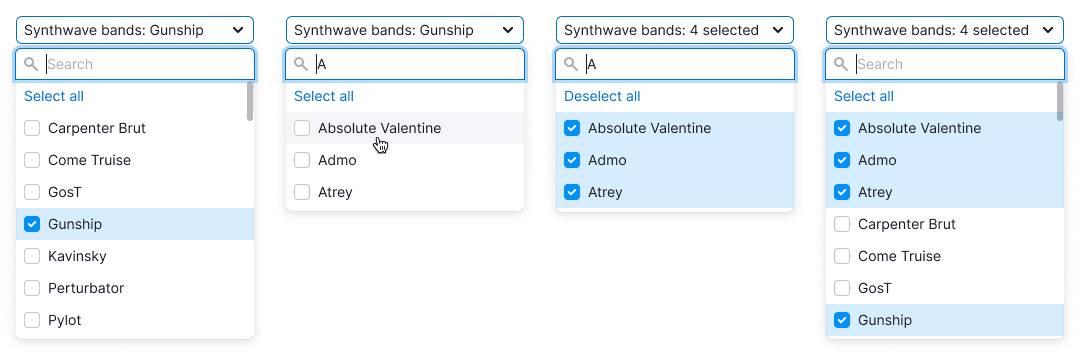 Synthwave bands: Gunship
Search
Select all
Carpenter Brut
Come Truise
GosT
Gunship
Kavinsky
Perturbator
Pylot
Synthwave bands: Gunship
A
Select all
Absolute Valentine
Admo
Atrey
Synthwave bands: 4 selected
A
Deselect all
Absolute Valentine
Admo
Atrey
Synthwave bands: 4 selected
Search
Select all
Absolute Valentine
Admo
Atrey
Carpenter Brut
Come Truise
GosT
Gunship